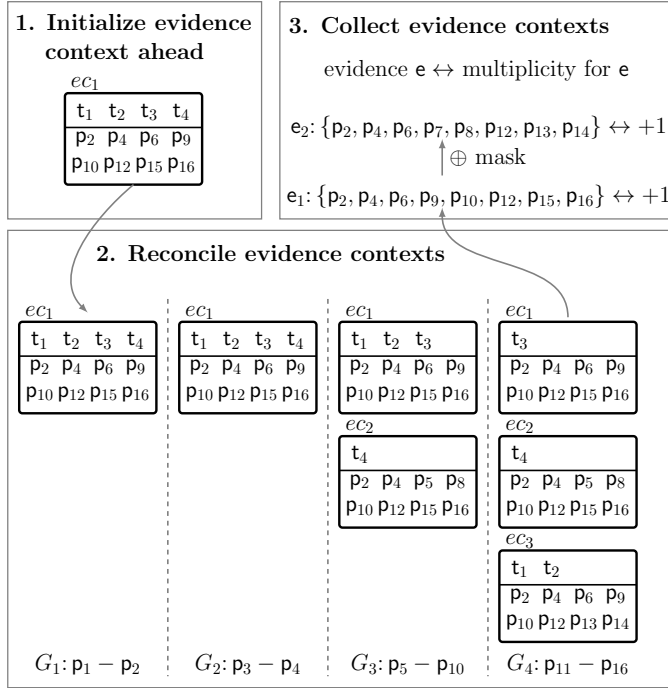 1. Initialize evidence
context ahead
ec₁
t₁ t₂ t₃ t₄
p₂ p₄ p₆ p₉
p₁₀ p₁₂ p₁₅ p₁₆
3. Collect evidence contexts
evidence e ↔ multiplicity for e
e₂: {p₂, p₄, p₆, p₇, p₈, p₁₂, p₁₃, p₁₄} ↔ +1
⊕ mask
e₁: {p₂, p₄, p₆, p₉, p₁₀, p₁₂, p₁₅, p₁₆} ↔ +1
2. Reconcile evidence contexts
ec₁
t₁ t₂ t₃ t₄
p₂ p₄ p₆ p₉
p₁₀ p₁₂ p₁₅ p₁₆
G₁: p₁ − p₂
ec₁
t₁ t₂ t₃ t₄
p₂ p₄ p₆ p₉
p₁₀ p₁₂ p₁₅ p₁₆
G₂: p₃ − p₄
ec₁
t₁ t₂ t₃
p₂ p₄ p₆ p₉
p₁₀ p₁₂ p₁₅ p₁₆
ec₂
t₄
p₂ p₄ p₅ p₈
p₁₀ p₁₂ p₁₅ p₁₆
G₃: p₅ − p₁₀
ec₁
t₃
p₂ p₄ p₆ p₉
p₁₀ p₁₂ p₁₅ p₁₆
ec₂
t₄
p₂ p₄ p₅ p₈
p₁₀ p₁₂ p₁₅ p₁₆
ec₃
t₁ t₂
p₂ p₄ p₆ p₉
p₁₀ p₁₂ p₁₃ p₁₄
G₄: p₁₁ − p₁₆